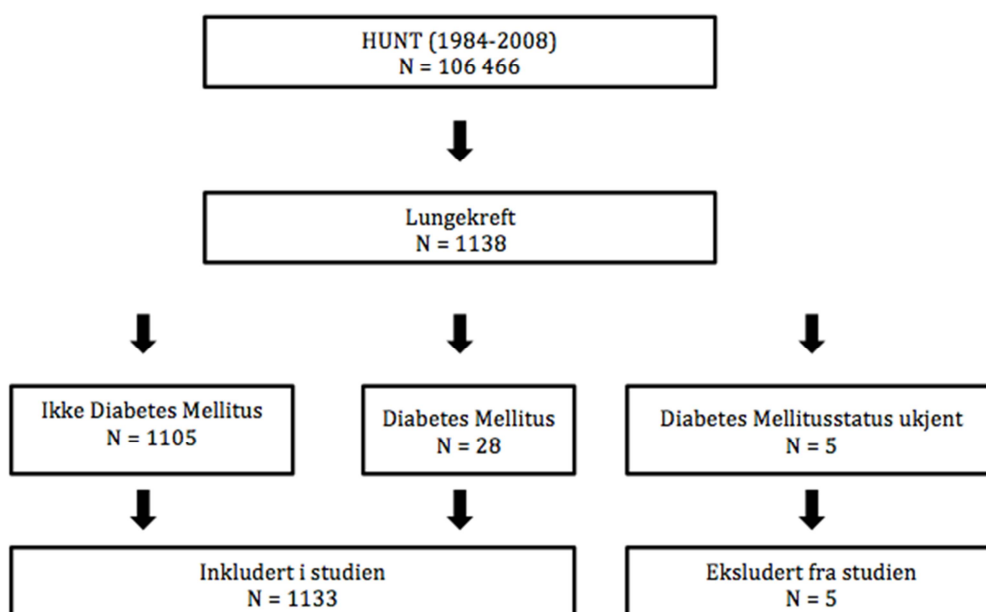 HUNT (1984-2008)
N = 106 466
Lungekreft
N = 1138
Ikke Diabetes Mellitus
N = 1105
Diabetes Mellitus
N = 28
Diabetes Mellitusstatus ukjent
N = 5
Inkludert i studien
N = 1133
Eksludert fra studien
N = 5